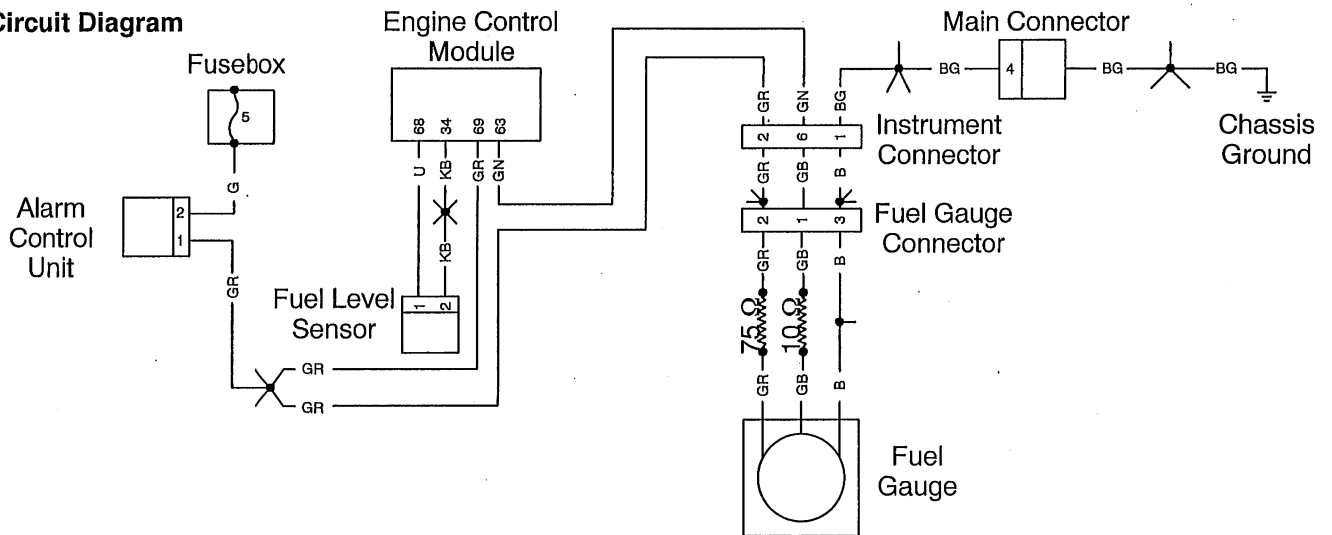 Circuit Diagram
Fusebox
5
G
Alarm
Control
Unit
2
1
GR
Engine Control
Module
68 34 69 63
U KB GR GN
KB
Fuel Level
Sensor
1 2
GR
GR
Main Connector
BG 4 BG BG
Chassis
Ground
GR GN BG
2 6 1
Instrument
Connector
GR GB B
2 1 3
Fuel Gauge
Connector
GR GB B
75 Ω 10 Ω
GR GB B
Fuel
Gauge